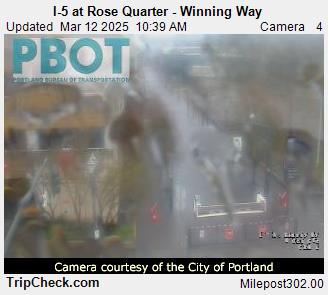 I-5 at Rose Quarter - Winning Way
Updated Mar 12 2025 10:39 AM Camera 4
PBOT
PORTLAND BUREAU OF TRANSPORTATION
Camera courtesy of the City of Portland
TripCheck.com Milepost302.00